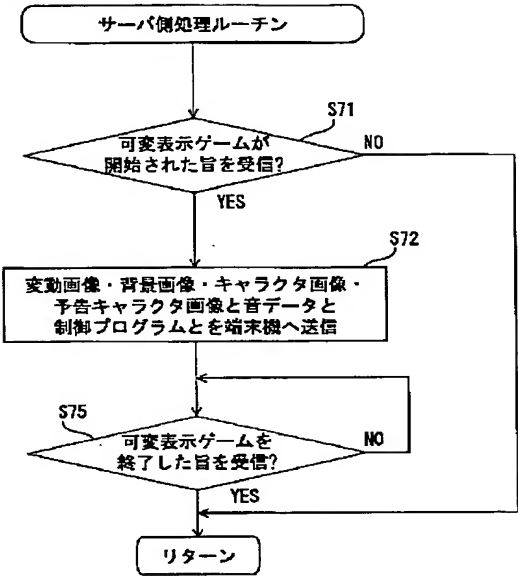 サーバ側処理ルーチン
S71
可変表示ゲームが
開始された旨を受信?
NO
YES
S72
変動画像・背景画像・キャラクタ画像・
予告キャラクタ画像と音データと
制御プログラムとを端末機へ送信
S75
可変表示ゲームを
終了した旨を受信?
NO
YES
リターン